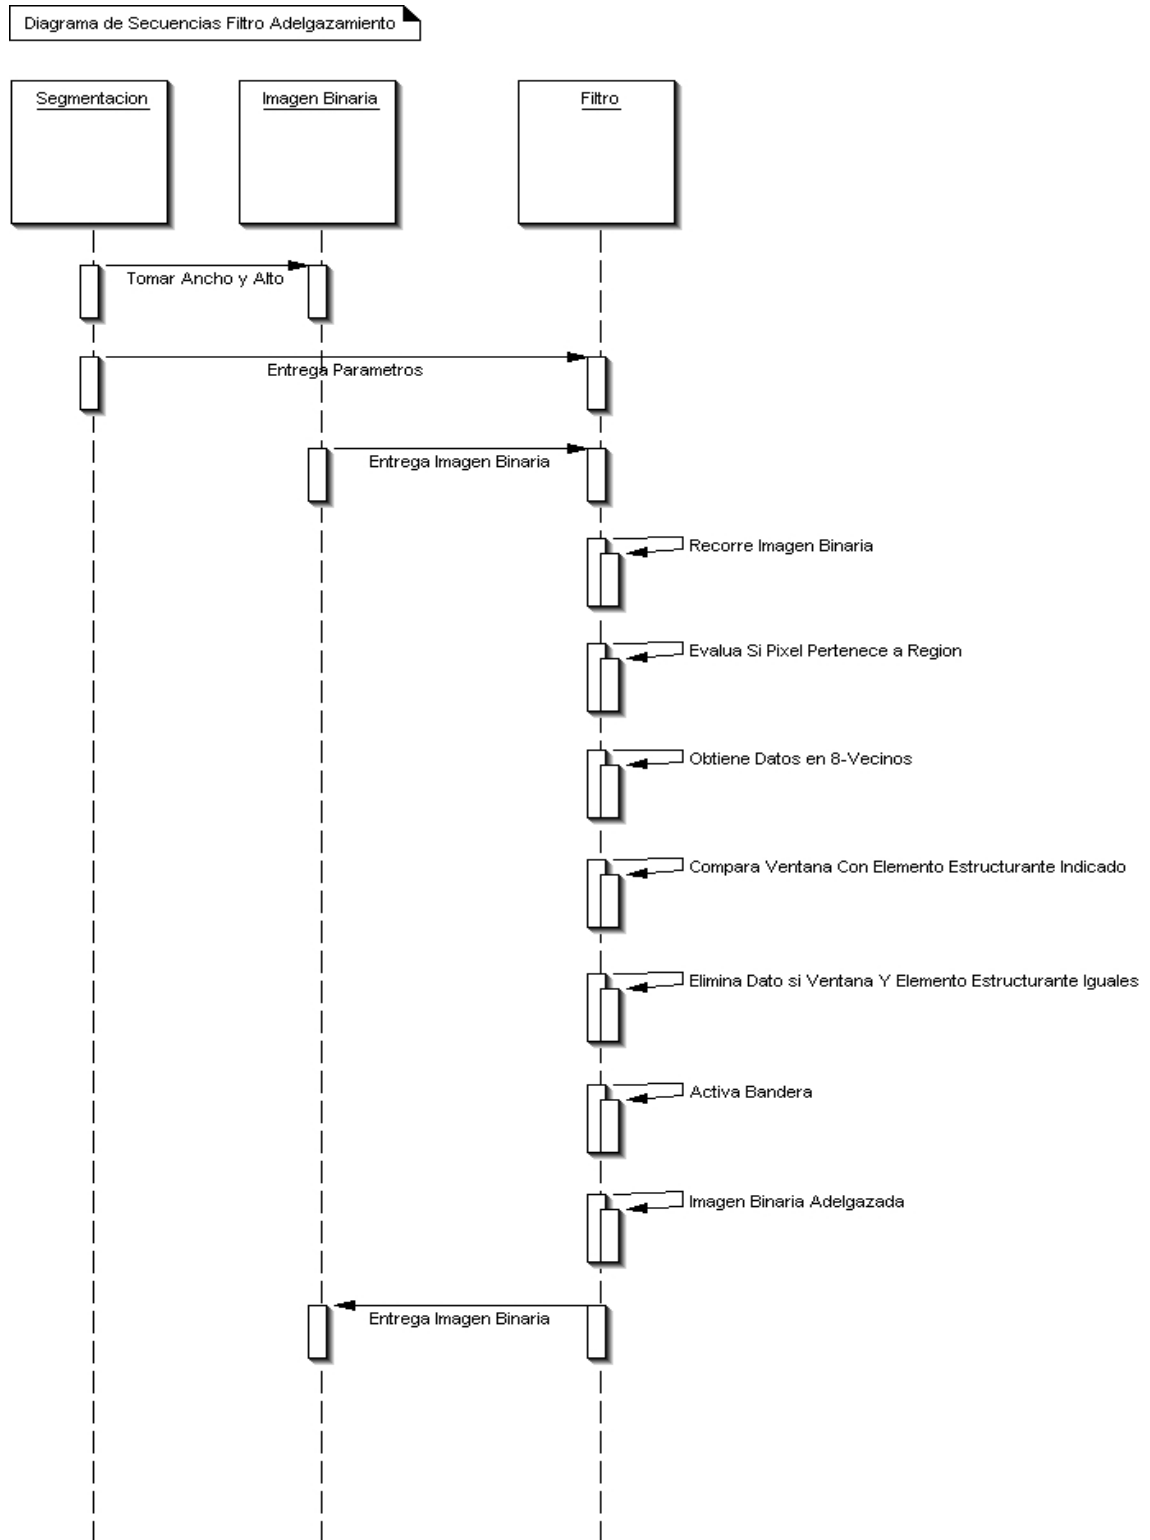 Diagrama de Secuencias Filtro Adelgazamiento
Segmentacion
Imagen Binaria
Filtro
Tomar Ancho y Alto
Entrega Parametros
Entrega Imagen Binaria
Recorre Imagen Binaria
Evalua Si Pixel Pertenece a Region
Obtiene Datos en 8-Vecinos
Compara Ventana Con Elemento Estructurante Indicado
Elimina Dato si Ventana Y Elemento Estructurante Iguales
Activa Bandera
Imagen Binaria Adelgazada
Entrega Imagen Binaria